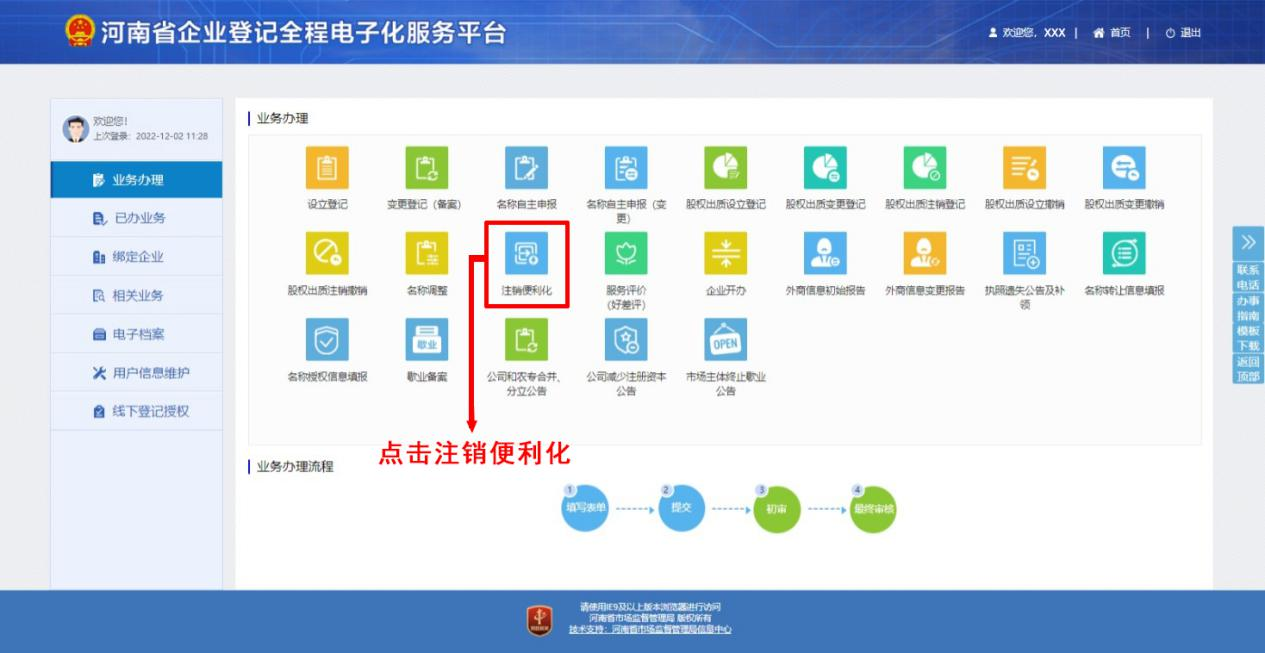 河南省企业登记全程电子化服务平台
欢迎您，XXX | 首页 | 退出
欢迎您!
上次登录：2022-12-02 11:28
业务办理
已办业务
绑定企业
相关业务
电子档案
用户信息维护
线下登记授权
业务办理
设立登记
变更登记（备案）
名称自主申报
名称自主申报（变
更）
股权出质设立登记
股权出质变更登记
股权出质注销登记
股权出质设立撤销
股权出质变更撤销
股权出质注销撤销
名称调整
注销便利化
服务评价
（好差评）
企业开办
外商信息初始报告
外商信息变更报告
执照遗失公告及补
领
名称转让信息填报
名称授权信息填报
歇业
歇业备案
公司和农专合并、
分立公告
公司减少注册资本
公告
OPEN
市场主体终止歇业
公告
点击注销便利化
业务办理流程
1
填写表单
2
提交
3
初审
4
最终审核
联系
电话
办事
指南
模板
下载
返回
顶部
请使用IE9及以上版本浏览器进行访问
河南省市场监督管理局 版权所有
技术支持：河南省市场监督管理局信息中心